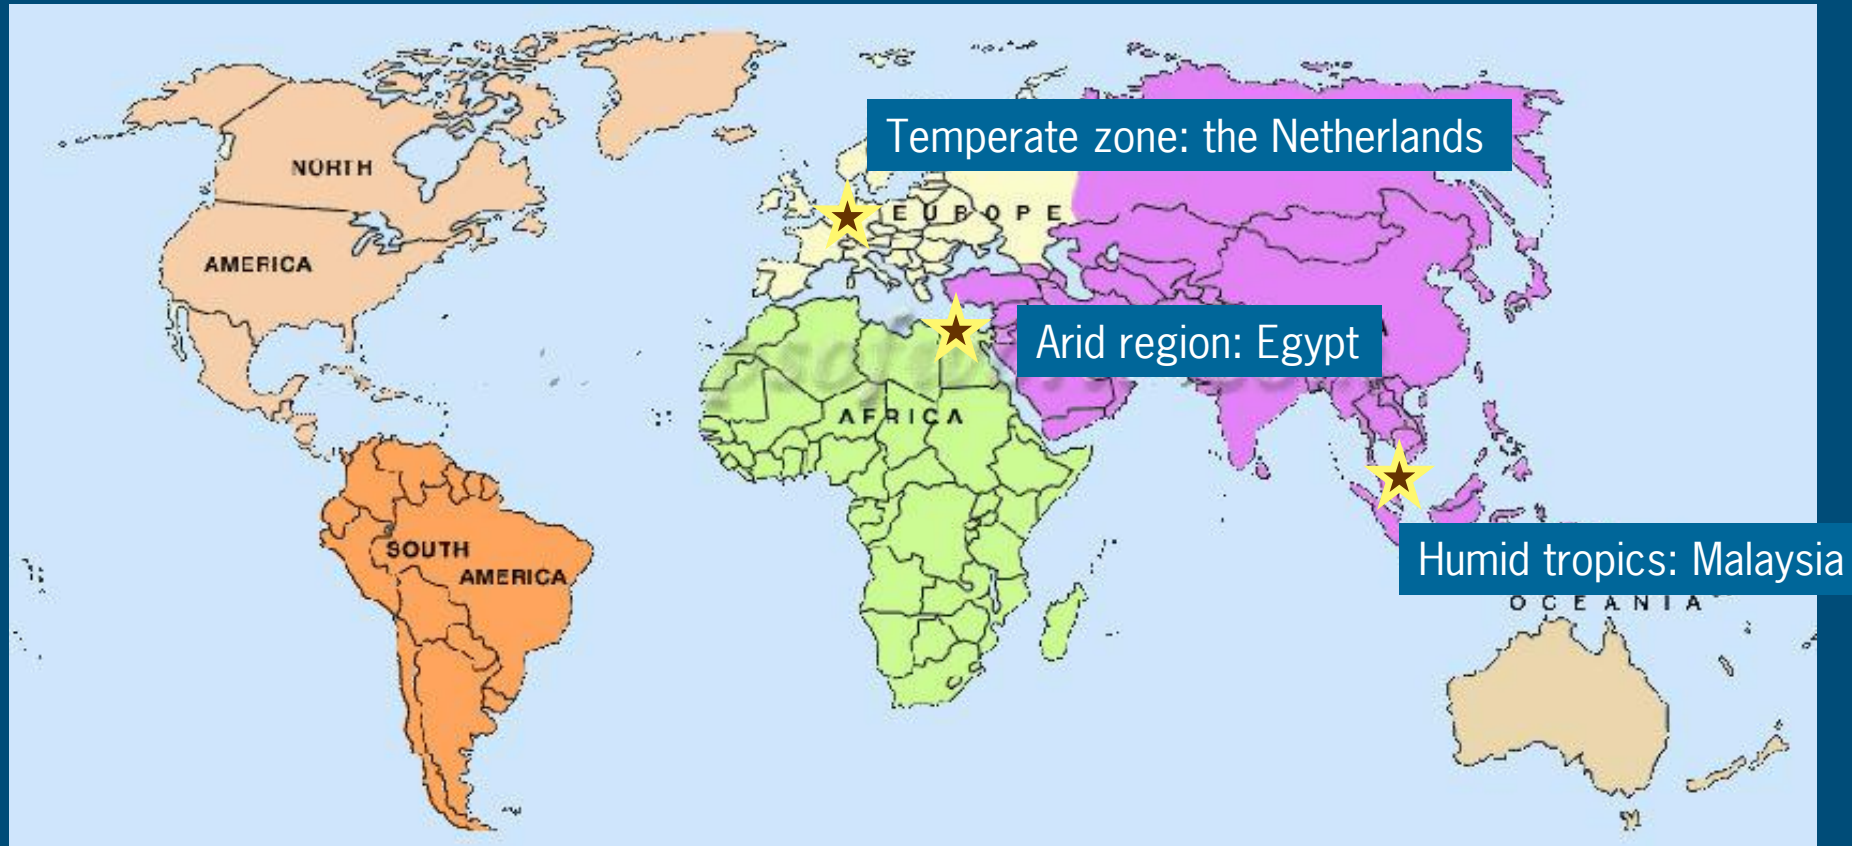 Temperate zone: the Netherlands
NORTH
EUROPE
AMERICA
Arid region: Egypt
AFRICA
SOUTH
AMERICA
Humid tropics: Malaysia
OCEANIA